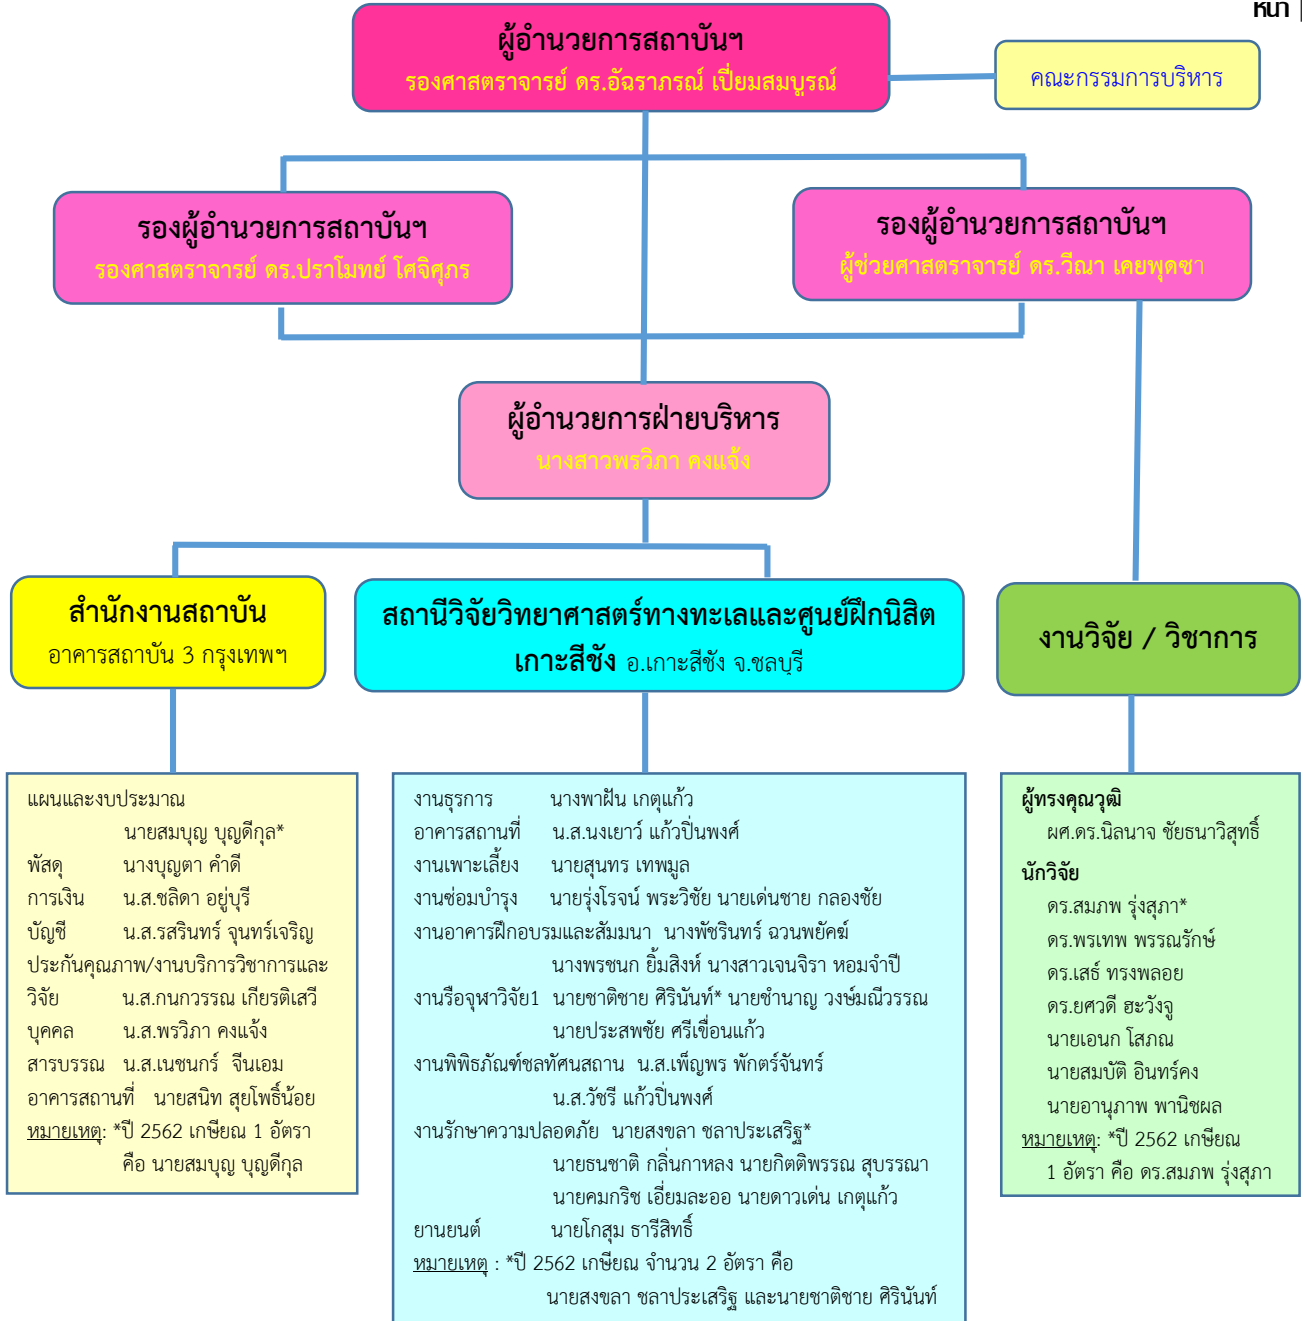 หน้า |
ผู้อำนวยการสถาบันฯ
รองศาสตราจารย์ ดร.อัฉราภรณ์ เปี่ยมสมบูรณ์
คณะกรรมการบริหาร
รองผู้อำนวยการสถาบันฯ
รองศาสตราจารย์ ดร.ปราโมทย์ โศจิศุภร
รองผู้อำนวยการสถาบันฯ
ผู้ช่วยศาสตราจารย์ ดร.วีณา เคยพุดซา
ผู้อำนวยการฝ่ายบริหาร
นางสาวพรวิภา คงแจ้ง
สำนักงานสถาบัน
อาคารสถาบัน 3 กรุงเทพฯ
สถานีวิจัยวิทยาศาสตร์ทางทะเลและศูนย์ฝึกนิสิต
เกาะสีชัง อ.เกาะสีชัง จ.ชลบุรี
งานวิจัย / วิชาการ
แผนและงบประมาณ
นายสมบุญ บุญดีกุล*
พัสดุ นางบุญตา คำดี
การเงิน น.ส.ชลิดา อยู่บุรี
บัญชี น.ส.รสรินทร์ จุนทร์เจริญ
ประกันคุณภาพ/งานบริการวิชาการและ
วิจัย น.ส.กนกวรรณ เกียรติเสวี
บุคคล น.ส.พรวิภา คงแจ้ง
สารบรรณ น.ส.เนชนกร์ จีนเอม
อาคารสถานที่ นายสนิท สุยโพธิ์น้อย
หมายเหตุ: *ปี 2562 เกษียณ 1 อัตรา
คือ นายสมบุญ บุญดีกุล
งานธุรการ นางพาฝัน เกตุแก้ว
อาคารสถานที่ น.ส.นงเยาว์ แก้วปิ่นพงศ์
งานเพาะเลี้ยง นายสุนทร เทพมูล
งานซ่อมบำรุง นายรุ่งโรจน์ พระวิชัย นายเด่นชาย กลองชัย
งานอาคารฝึกอบรมและสัมมนา นางพัชรินทร์ ฉวนพยัคฆ์
นางพรชนก ยิ้มสิงห์ นางสาวเจนจิรา หอมจำปี
งานรือจุฬาวิจัย1 นายชาติชาย ศิรินันท์* นายชำนาญ วงษ์มณีวรรณ
นายประสพชัย ศรีเขื่อนแก้ว
งานพิพิธภัณฑ์ชลทัศนสถาน น.ส.เพ็ญพร พักตร์จันทร์
น.ส.วัชรี แก้วปิ่นพงศ์
งานรักษาความปลอดภัย นายสงขลา ชลาประเสริฐ*
นายธนชาติ กลิ่นกาหลง นายกิตติพรรณ สุบรรณา
นายคมกริช เอี่ยมละออ นายดาวเด่น เกตุแก้ว
ยานยนต์ นายโกสุม ธารีสิทธิ์
หมายเหตุ : *ปี 2562 เกษียณ จำนวน 2 อัตรา คือ
นายสงขลา ชลาประเสริฐ และนายชาติชาย ศิรินันท์
ผู้ทรงคุณวุฒิ
ผศ.ดร.นิลนาจ ชัยธนาวิสุทธิ์
นักวิจัย
ดร.สมภพ รุ่งสุภา*
ดร.พรเทพ พรรณรักษ์
ดร.เสธ์ ทรงพลอย
ดร.ยศวดี ฮะวังจู
นายเอนก โสภณ
นายสมบัติ อินทร์คง
นายอานุภาพ พานิชผล
หมายเหตุ: *ปี 2562 เกษียณ
1 อัตรา คือ ดร.สมภพ รุ่งสุภา